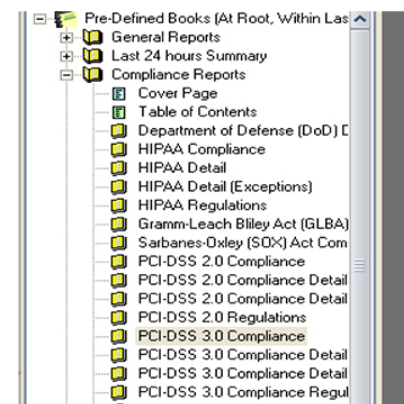 Pre-Defined Books (At Root, Within Las
General Reports
Last 24 hours Summary
Compliance Reports
Cover Page
Table of Contents
Department of Defense (DoD) D
HIPAA Compliance
HIPAA Detail
HIPAA Detail (Exceptions)
HIPAA Regulations
Gramm-Leach Bliley Act (GLBA)
Sarbanes-Oxley (SOX) Act Com
PCI-DSS 2.0 Compliance
PCI-DSS 2.0 Compliance Detail
PCI-DSS 2.0 Compliance Detail
PCI-DSS 2.0 Regulations
PCI-DSS 3.0 Compliance
PCI-DSS 3.0 Compliance Detail
PCI-DSS 3.0 Compliance Detail
PCI-DSS 3.0 Compliance Regul